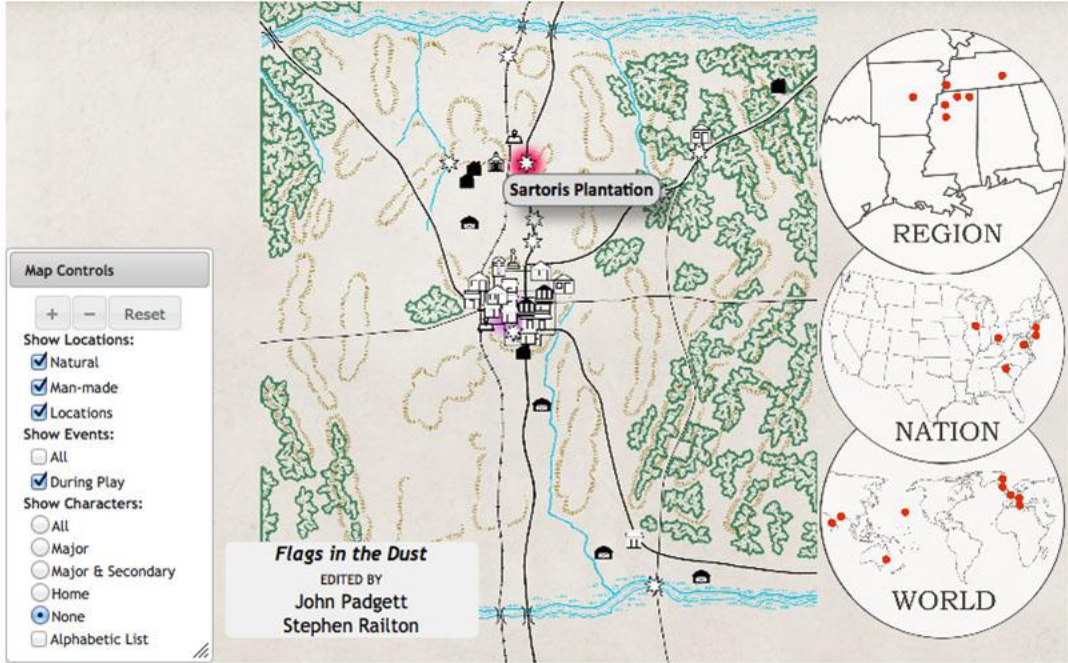 Sartoris Plantation
REGION
Map Controls
+ − Reset
Show Locations:
Natural
Man-made
Locations
Show Events:
All
During Play
Show Characters:
All
Major
Major & Secondary
Home
None
Alphabetic List
Flags in the Dust
EDITED BY
John Padgett
Stephen Railton
NATION
WORLD